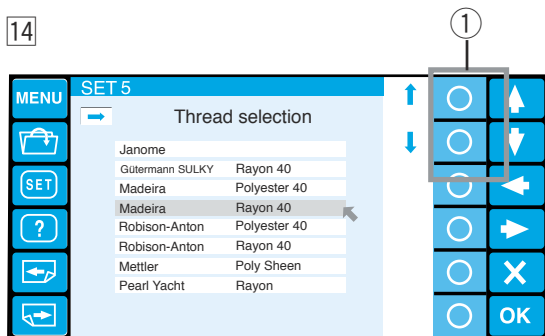 14
1
MENU
SET 5
Thread selection
Janome
Gütermann SULKY Rayon 40
Madeira Polyester 40
SET
Madeira Rayon 40
Robison-Anton Polyester 40
?
Robison-Anton Rayon 40
Mettler Poly Sheen
Pearl Yacht Rayon
OK